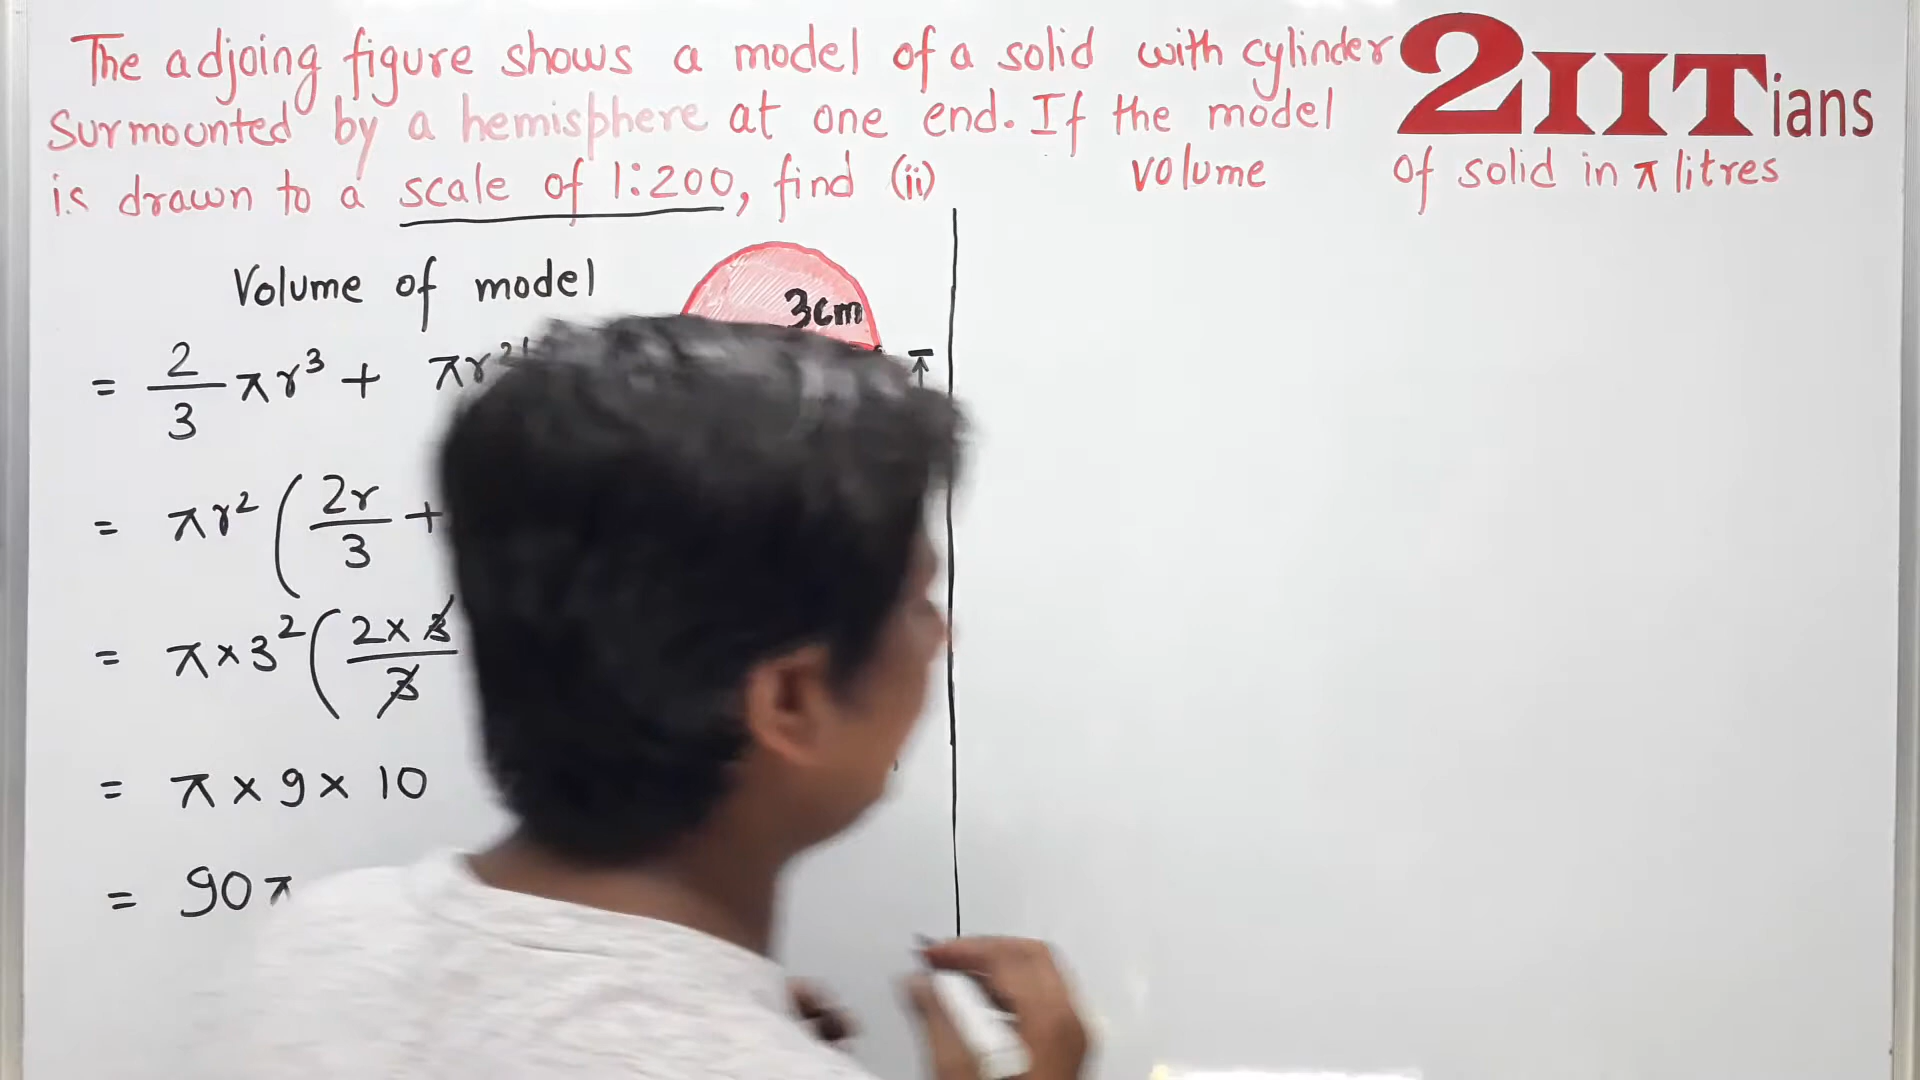 The adjoing figure shows a model of a solid with cylinder
2IITians
Surmounted by a hemisphere at one end. If the model
is drawn to a scale of 1:200, find (ii) volume of solid in π litres
Volume of model
3cm
= 2/3 πr³ + πr²
= πr² ( 2r/3 +
= π×3² ( 2×3/3
= π × 9 × 10
= 90π